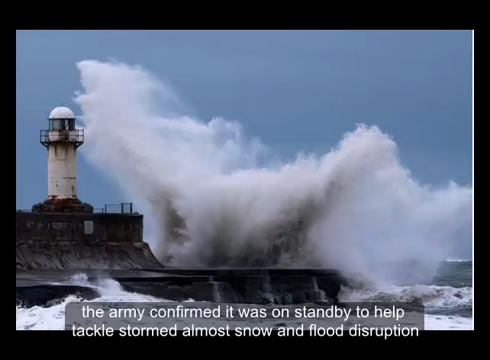 the army confirmed it was on standby to help
tackle stormed almost snow and flood disruption